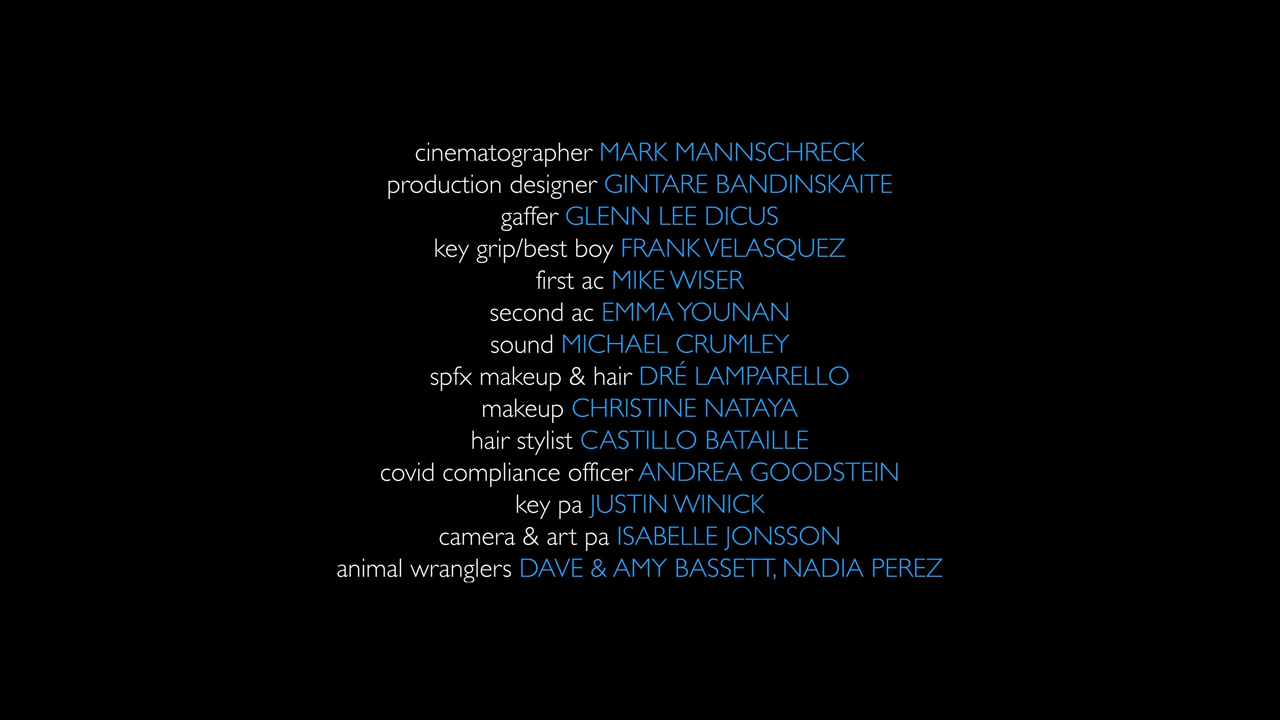 cinematographer MARK MANNSCHRECK
production designer GINTARE BANDINSKAITE
gaffer GLENN LEE DICUS
key grip/best boy FRANK VELASQUEZ
first ac MIKE WISER
second ac EMMA YOUNAN
sound MICHAEL CRUMLEY
spfx makeup & hair DRÉ LAMPARELLO
makeup CHRISTINE NATAYA
hair stylist CASTILLO BATAILLE
covid compliance officer ANDREA GOODSTEIN
key pa JUSTIN WINICK
camera & art pa ISABELLE JONSSON
animal wranglers DAVE & AMY BASSETT, NADIA PEREZ